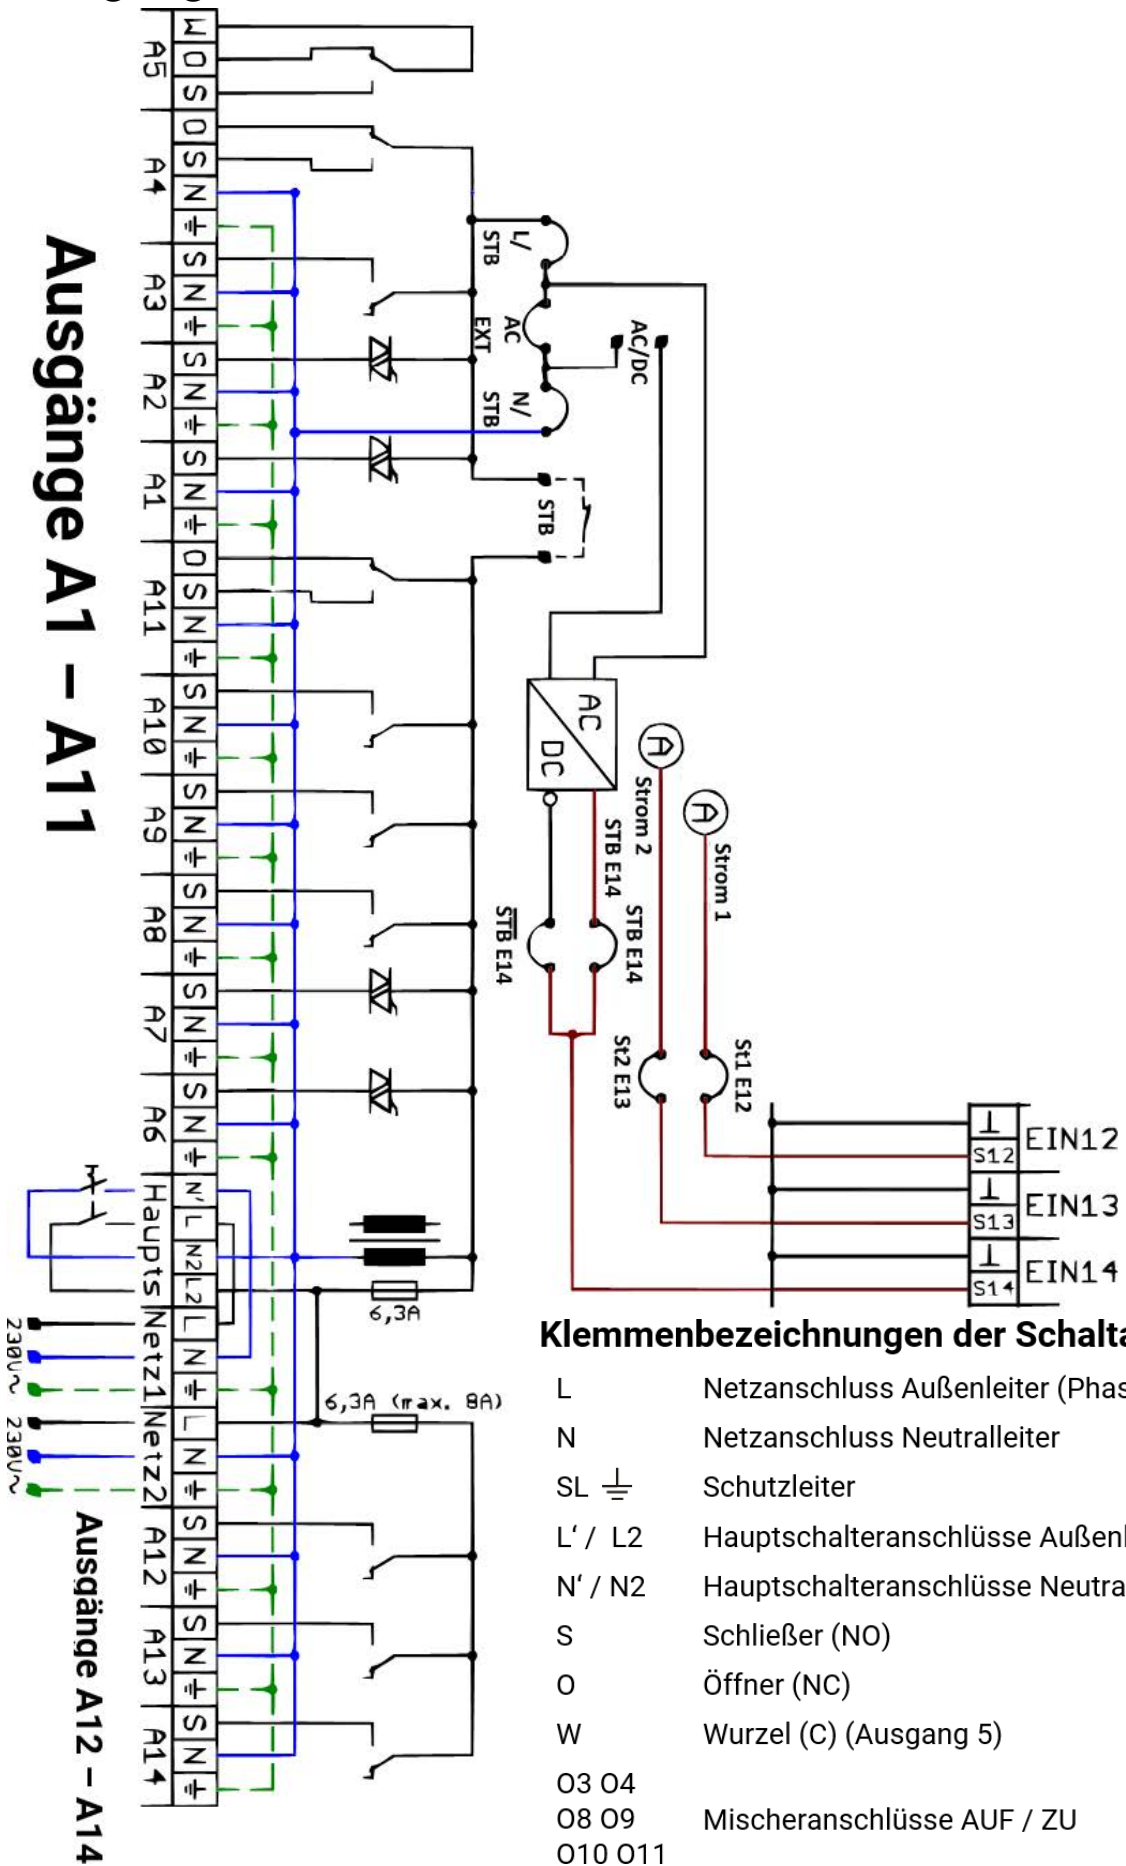 Ausgänge A1 – A11
Ausgänge A12 – A14
A5
W
O
S
A4
O
S
N
A3
S
N
A2
S
N
A1
S
N
A11
O
S
N
A10
S
N
A9
S
N
A8
S
N
A7
S
N
A6
S
N
Haupts
N'
L
N2
L2
Netz1
L
N
230V~
Netz2
L
N
230V~
A12
S
N
A13
S
N
A14
S
N
L/
STB
AC
EXT
N/
STB
AC/DC
STB
AC
DC
A
Strom 2
A
Strom 1
STB E14
STB E14
STB E14
St2 E13
St1 E12
EIN12
S12
EIN13
S13
EIN14
S14
6,3A
6,3A (max. 8A)
Klemmenbezeichnungen der Schalta
L Netzanschluss Außenleiter (Phas
N Netzanschluss Neutralleiter
SL ⏚ Schutzleiter
L‘ / L2 Hauptschalteranschlüsse Außenl
N‘ / N2 Hauptschalteranschlüsse Neutra
S Schließer (NO)
O Öffner (NC)
W Wurzel (C) (Ausgang 5)
O3 O4
O8 O9 Mischeranschlüsse AUF / ZU
O10 O11